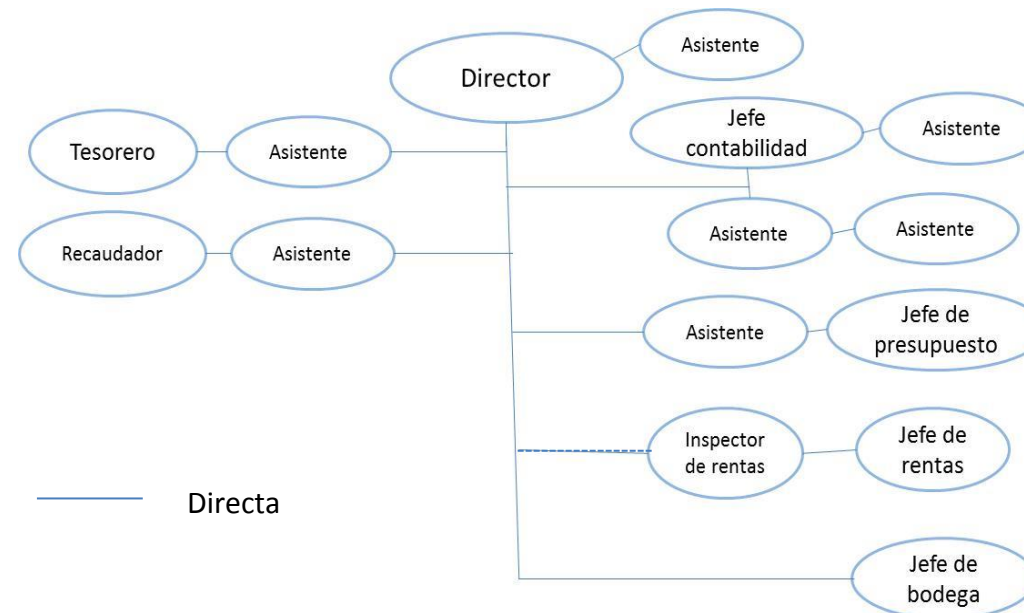 Director
Asistente
Jefe
contabilidad
Asistente
Tesorero
Asistente
Asistente
Asistente
Recaudador
Asistente
Asistente
Jefe de
presupuesto
Inspector
de rentas
Jefe de
rentas
Directa
Jefe de
bodega